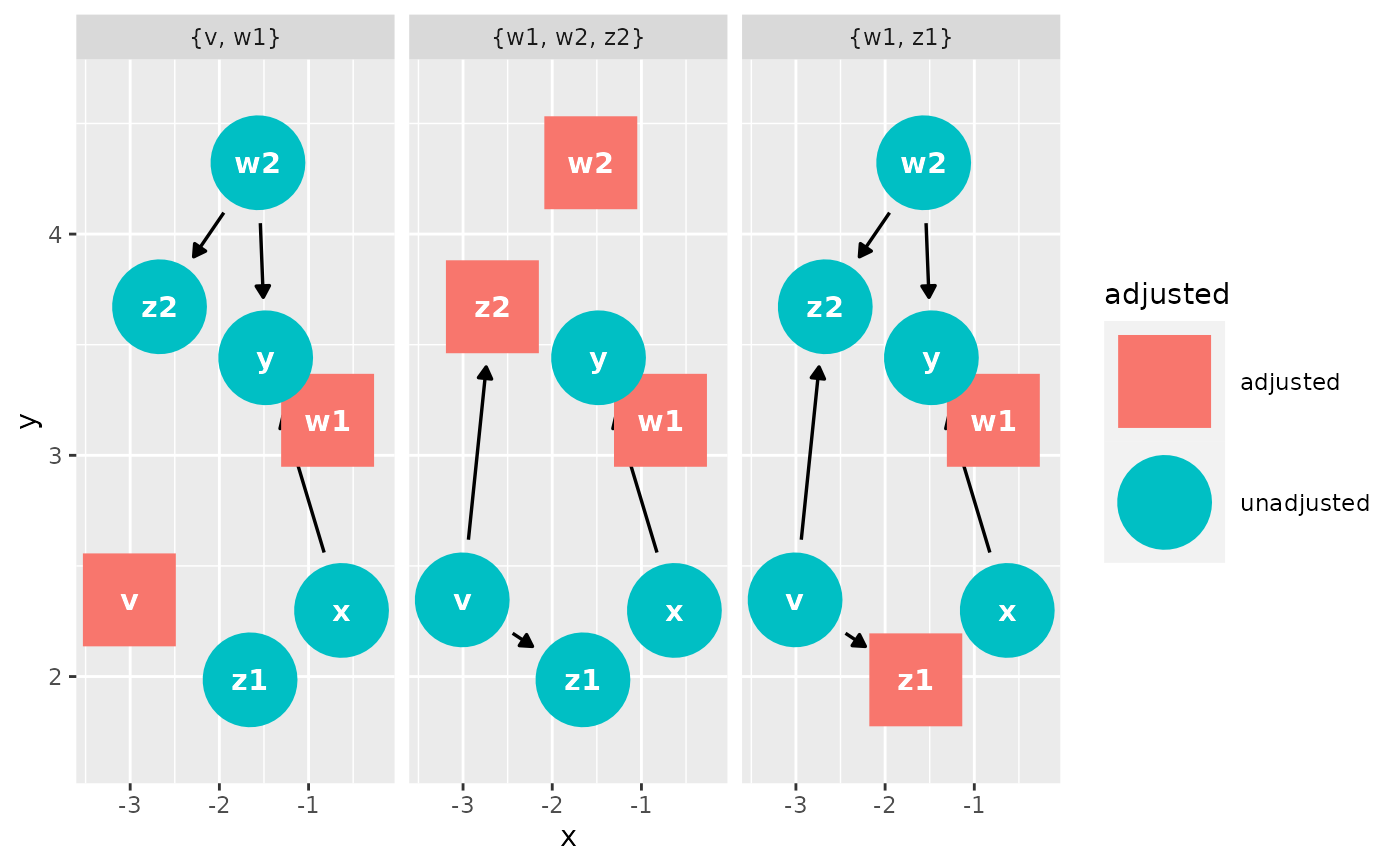 {v, w1}
{w1, w2, z2}
{w1, z1}
w2
z2
y
w1
v
x
z1
w2
z2
y
w1
v
x
z1
w2
z2
y
w1
v
x
z1
4
3
2
y
-3 -2 -1
-3 -2 -1
-3 -2 -1
x
adjusted
adjusted
unadjusted